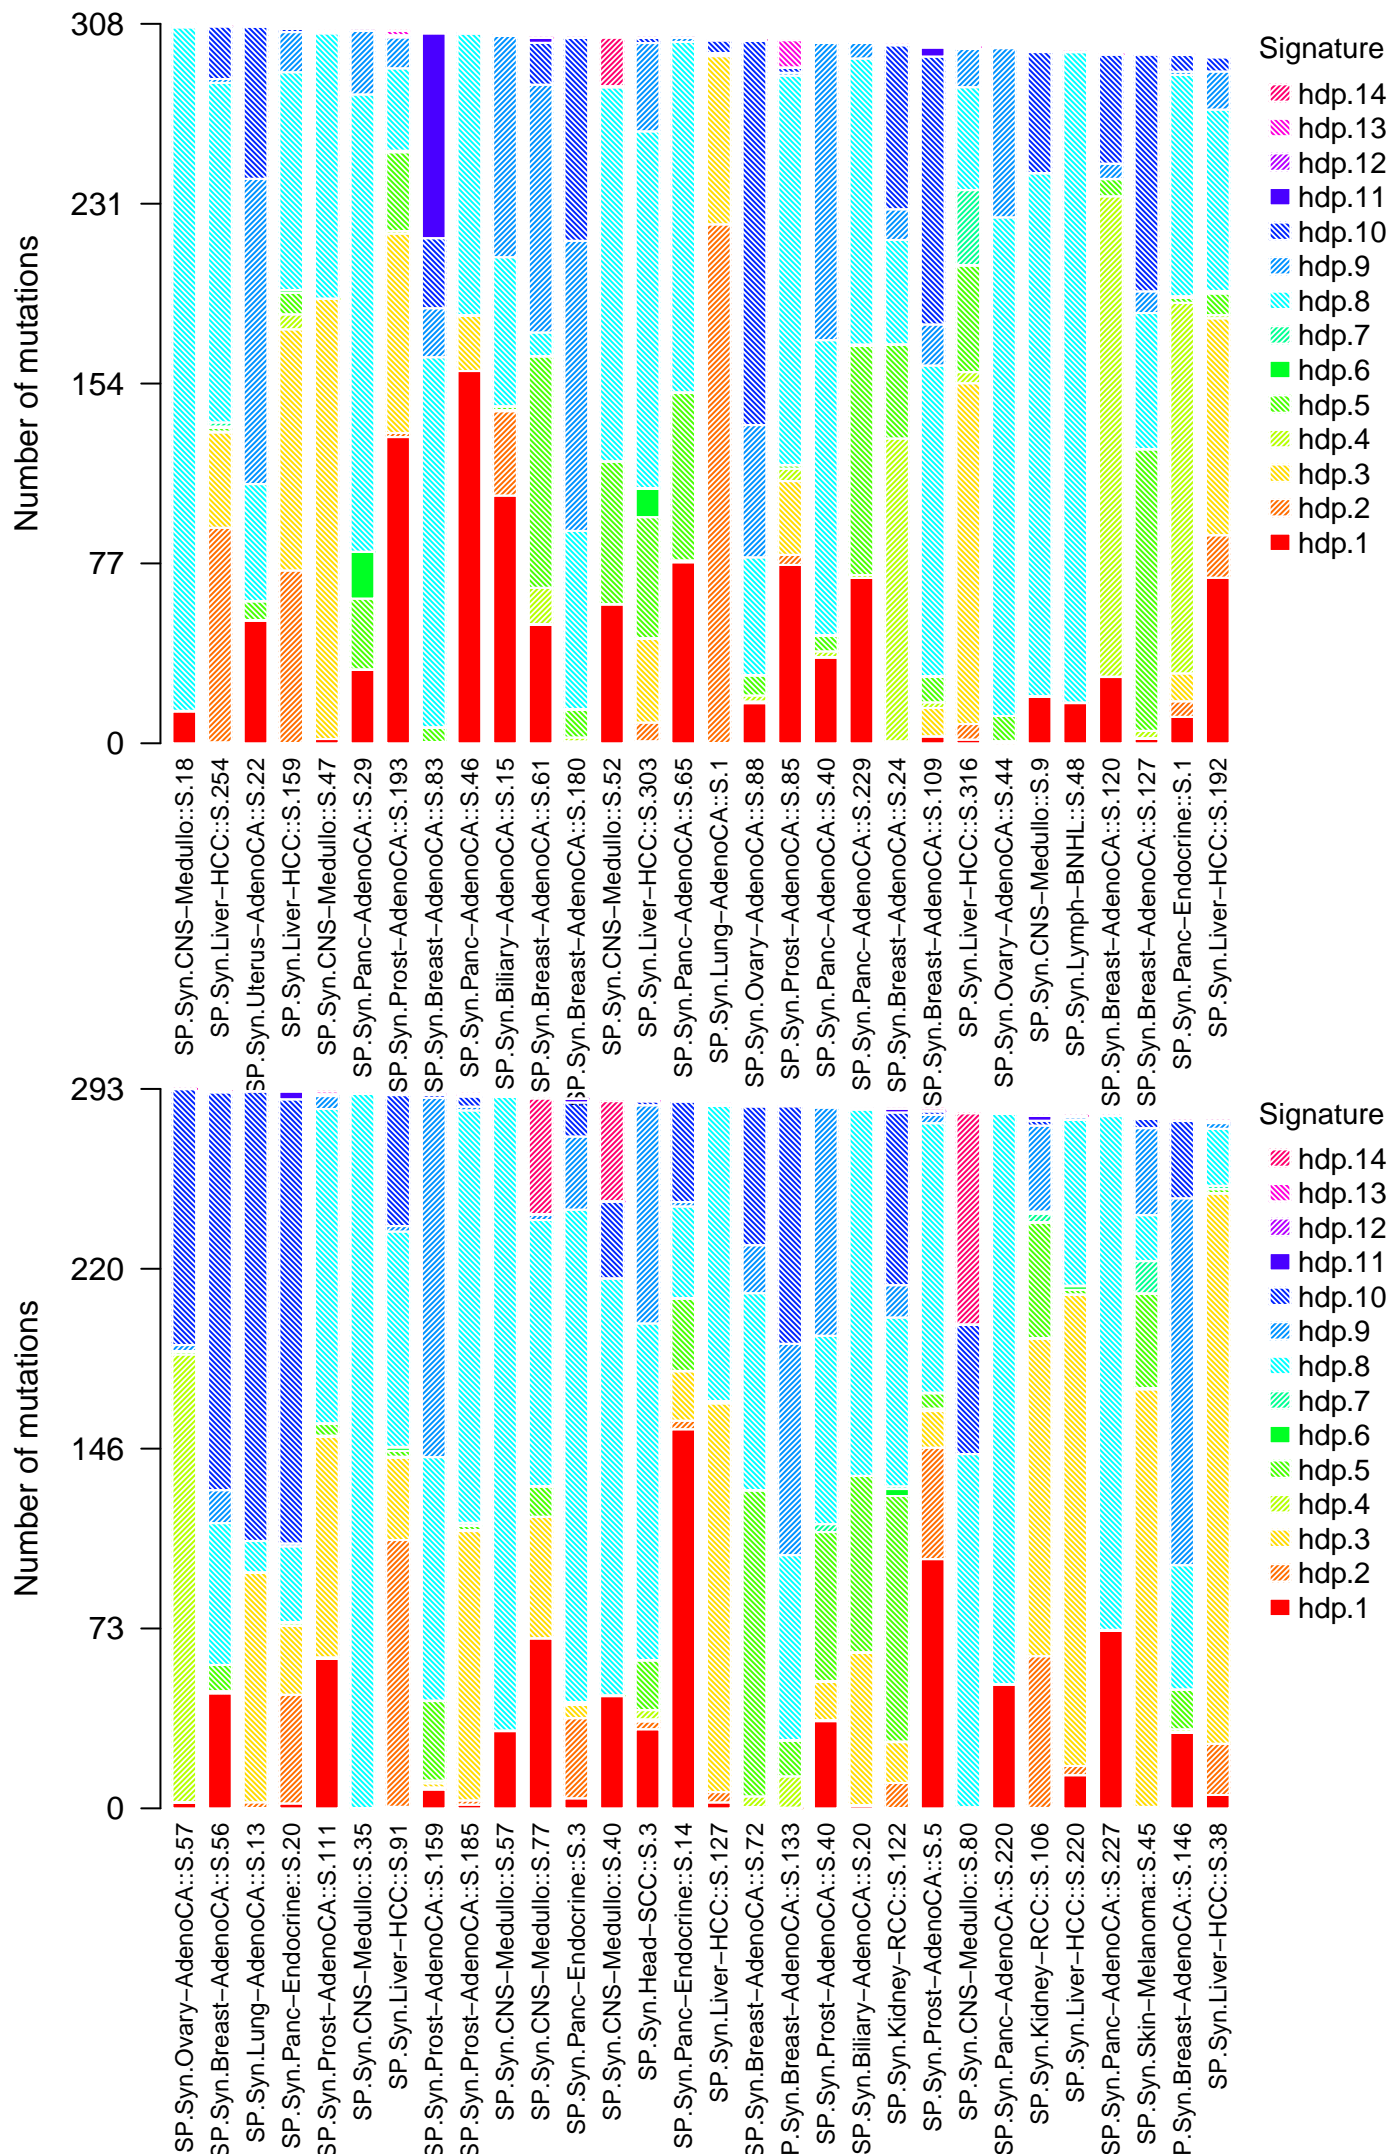 308
231
154
77
0
Number of mutations
Signature
hdp.14
hdp.13
hdp.12
hdp.11
hdp.10
hdp.9
hdp.8
hdp.7
hdp.6
hdp.5
hdp.4
hdp.3
hdp.2
hdp.1
SP.Syn.CNS−Medullo::S.18
SP.Syn.Liver−HCC::S.254
SP.Syn.Uterus−AdenoCA::S.22
SP.Syn.Liver−HCC::S.159
SP.Syn.CNS−Medullo::S.47
SP.Syn.Panc−AdenoCA::S.29
SP.Syn.Prost−AdenoCA::S.193
SP.Syn.Breast−AdenoCA::S.83
SP.Syn.Panc−AdenoCA::S.46
SP.Syn.Biliary−AdenoCA::S.15
SP.Syn.Breast−AdenoCA::S.61
SP.Syn.Breast−AdenoCA::S.180
SP.Syn.CNS−Medullo::S.52
SP.Syn.Liver−HCC::S.303
SP.Syn.Panc−AdenoCA::S.65
SP.Syn.Lung−AdenoCA::S.1
SP.Syn.Ovary−AdenoCA::S.88
SP.Syn.Prost−AdenoCA::S.85
SP.Syn.Panc−AdenoCA::S.40
SP.Syn.Panc−AdenoCA::S.229
SP.Syn.Breast−AdenoCA::S.24
SP.Syn.Breast−AdenoCA::S.109
SP.Syn.Liver−HCC::S.316
SP.Syn.Ovary−AdenoCA::S.44
SP.Syn.CNS−Medullo::S.9
SP.Syn.Lymph−BNHL::S.48
SP.Syn.Breast−AdenoCA::S.120
SP.Syn.Breast−AdenoCA::S.127
SP.Syn.Panc−Endocrine::S.1
SP.Syn.Liver−HCC::S.192
293
220
146
73
0
Number of mutations
Signature
hdp.14
hdp.13
hdp.12
hdp.11
hdp.10
hdp.9
hdp.8
hdp.7
hdp.6
hdp.5
hdp.4
hdp.3
hdp.2
hdp.1
SP.Syn.Ovary−AdenoCA::S.57
SP.Syn.Breast−AdenoCA::S.56
SP.Syn.Lung−AdenoCA::S.13
SP.Syn.Panc−Endocrine::S.20
SP.Syn.Prost−AdenoCA::S.111
SP.Syn.CNS−Medullo::S.35
SP.Syn.Liver−HCC::S.91
SP.Syn.Prost−AdenoCA::S.159
SP.Syn.Prost−AdenoCA::S.185
SP.Syn.CNS−Medullo::S.57
SP.Syn.CNS−Medullo::S.77
SP.Syn.Panc−Endocrine::S.3
SP.Syn.CNS−Medullo::S.40
SP.Syn.Head−SCC::S.3
SP.Syn.Panc−Endocrine::S.14
SP.Syn.Liver−HCC::S.127
SP.Syn.Breast−AdenoCA::S.72
P.Syn.Breast−AdenoCA::S.133
SP.Syn.Prost−AdenoCA::S.40
SP.Syn.Biliary−AdenoCA::S.20
SP.Syn.Kidney−RCC::S.122
SP.Syn.Prost−AdenoCA::S.5
SP.Syn.CNS−Medullo::S.80
SP.Syn.Panc−AdenoCA::S.220
SP.Syn.Kidney−RCC::S.106
SP.Syn.Liver−HCC::S.220
SP.Syn.Panc−AdenoCA::S.227
SP.Syn.Skin−Melanoma::S.45
P.Syn.Breast−AdenoCA::S.146
SP.Syn.Liver−HCC::S.38